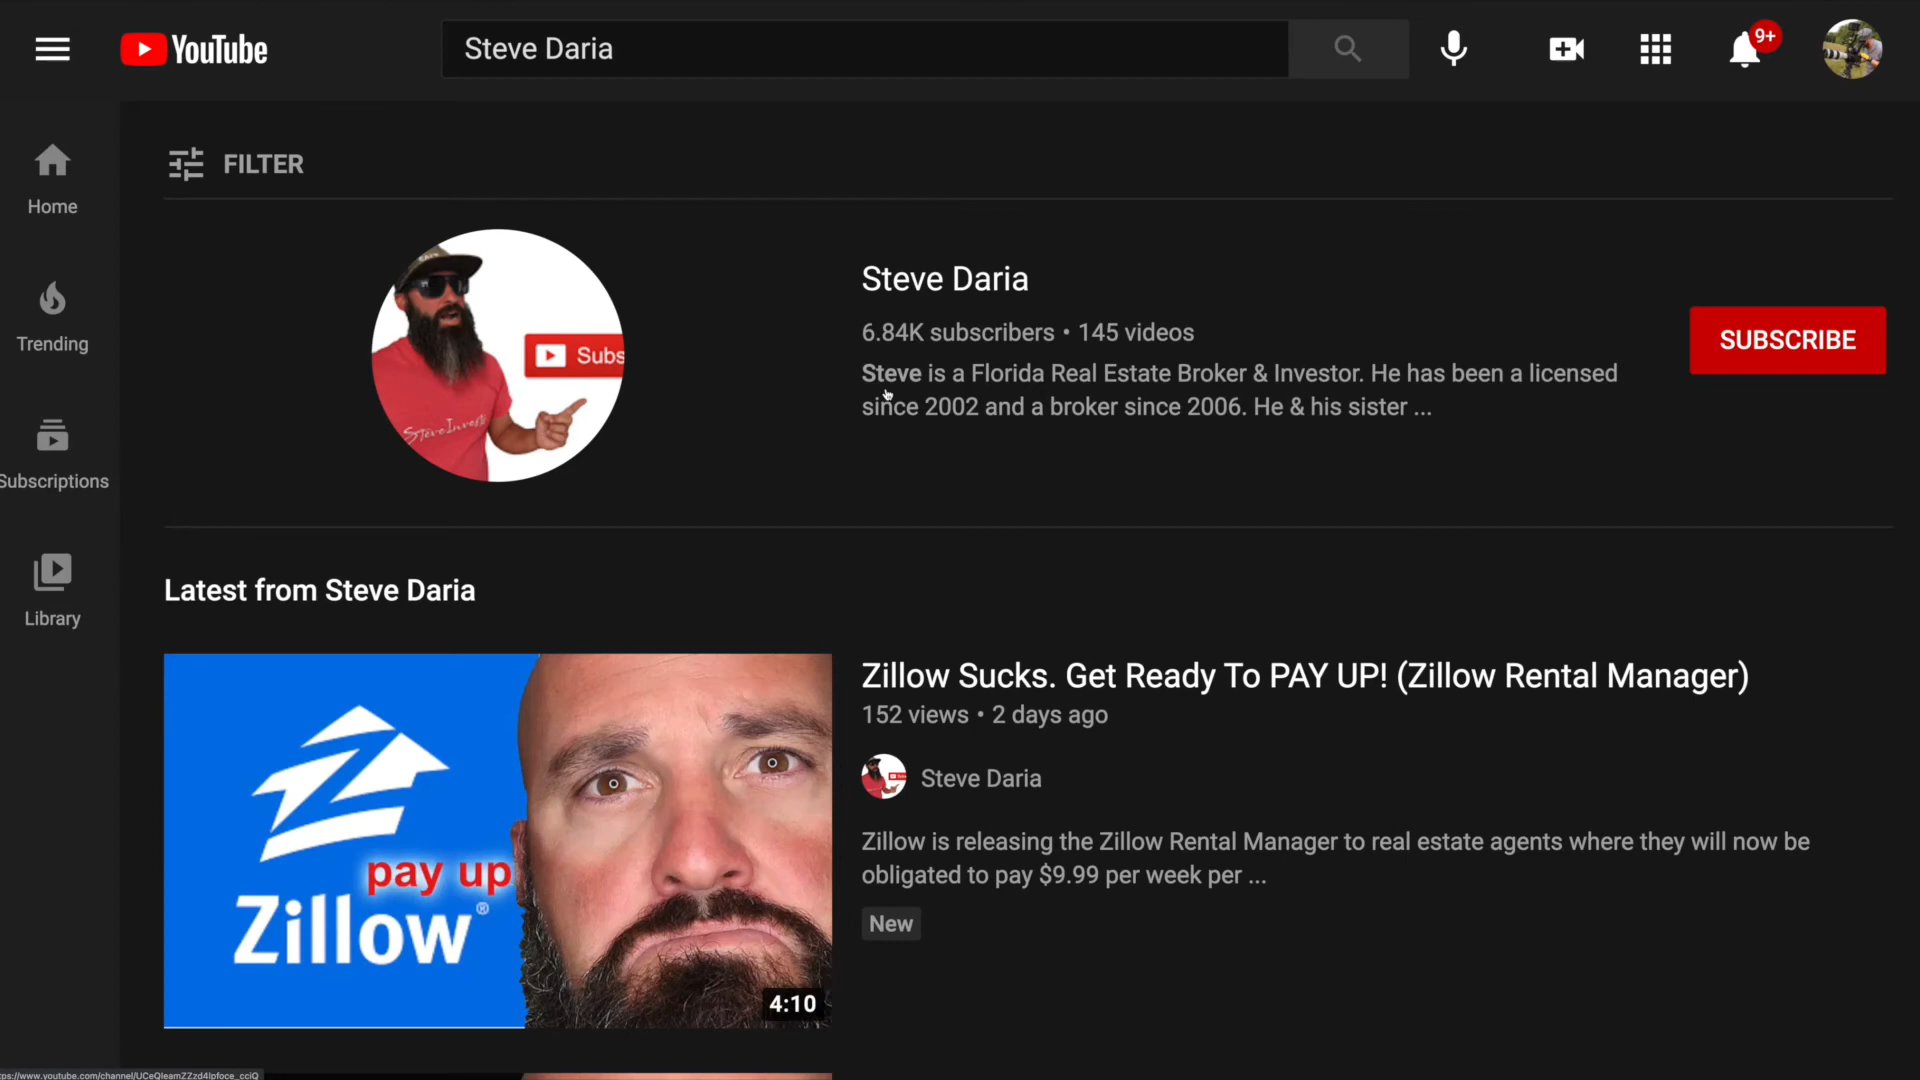 YouTube
Steve Daria
9+
FILTER
Home
Trending
Subscriptions
Library
Subs
SteveInvests
Steve Daria
6.84K subscribers • 145 videos
Steve is a Florida Real Estate Broker & Investor. He has been a licensed
since 2002 and a broker since 2006. He & his sister ...
SUBSCRIBE
Latest from Steve Daria
pay up
Zillow®
4:10
Zillow Sucks. Get Ready To PAY UP! (Zillow Rental Manager)
152 views • 2 days ago
Steve Daria
Zillow is releasing the Zillow Rental Manager to real estate agents where they will now be
obligated to pay $9.99 per week per ...
New